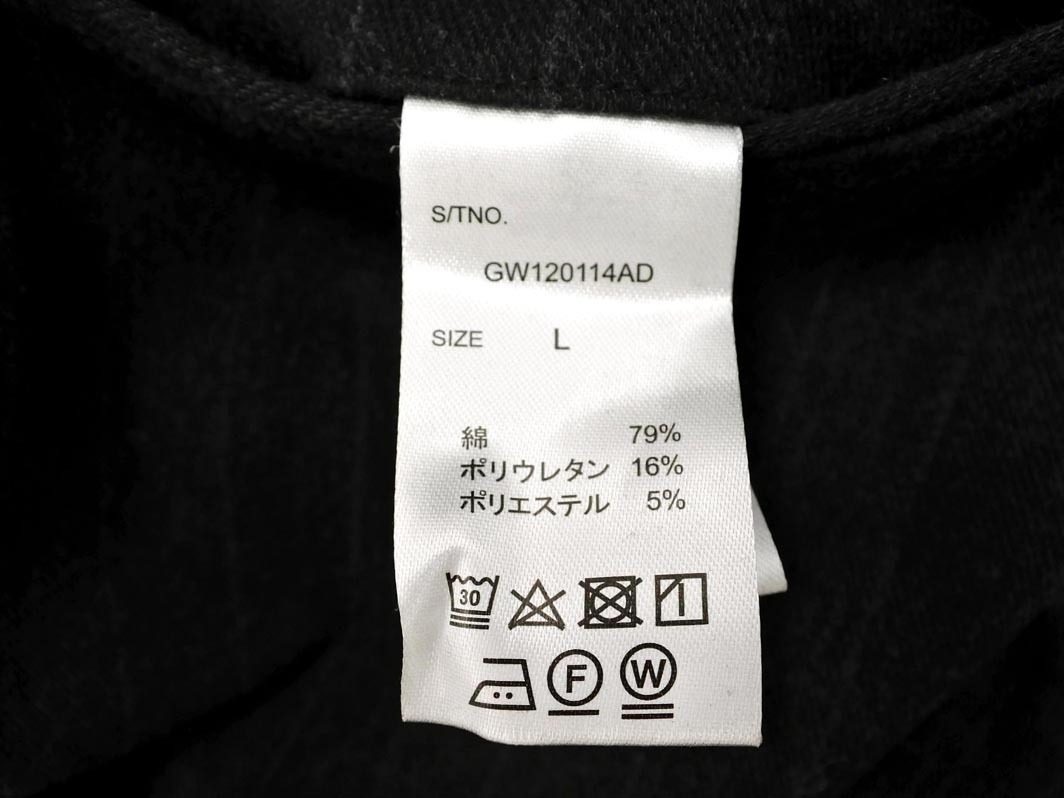 S/TNO.
GW120114AD
SIZE L
綿 79%
ポリウレタン 16%
ポリエステル 5%
30
F W